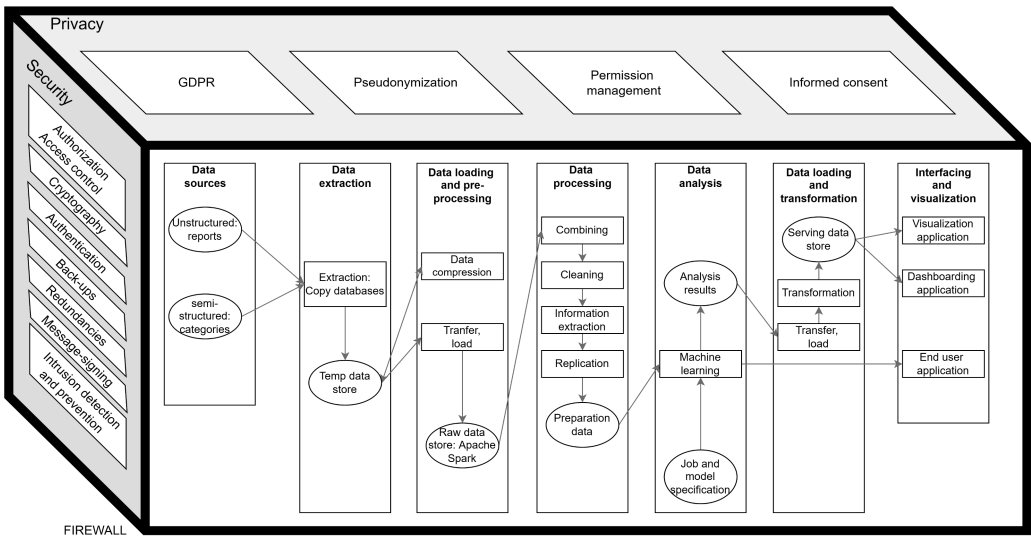 Privacy
GDPR
Pseudonymization
Permission
management
Informed consent
Security
Authorization
Access control
Cryptography
Authentication
Back-ups
Redundancies
Message-signing
Intrusion detection
and prevention
FIREWALL
Data
sources
Unstructured:
reports
semi-
structured:
categories
Data
extraction
Extraction:
Copy databases
Temp data
store
Data loading
and pre-
processing
Data
compression
Tranfer,
load
Raw data
store: Apache
Spark
Data
processing
Combining
Cleaning
Information
extraction
Replication
Preparation
data
Data
analysis
Analysis
results
Machine
learning
Job and
model
specification
Data loading
and
transformation
Serving data
store
Transformation
Transfer,
load
Interfacing and
visualization
Visualization
application
Dashboarding
application
End user
application